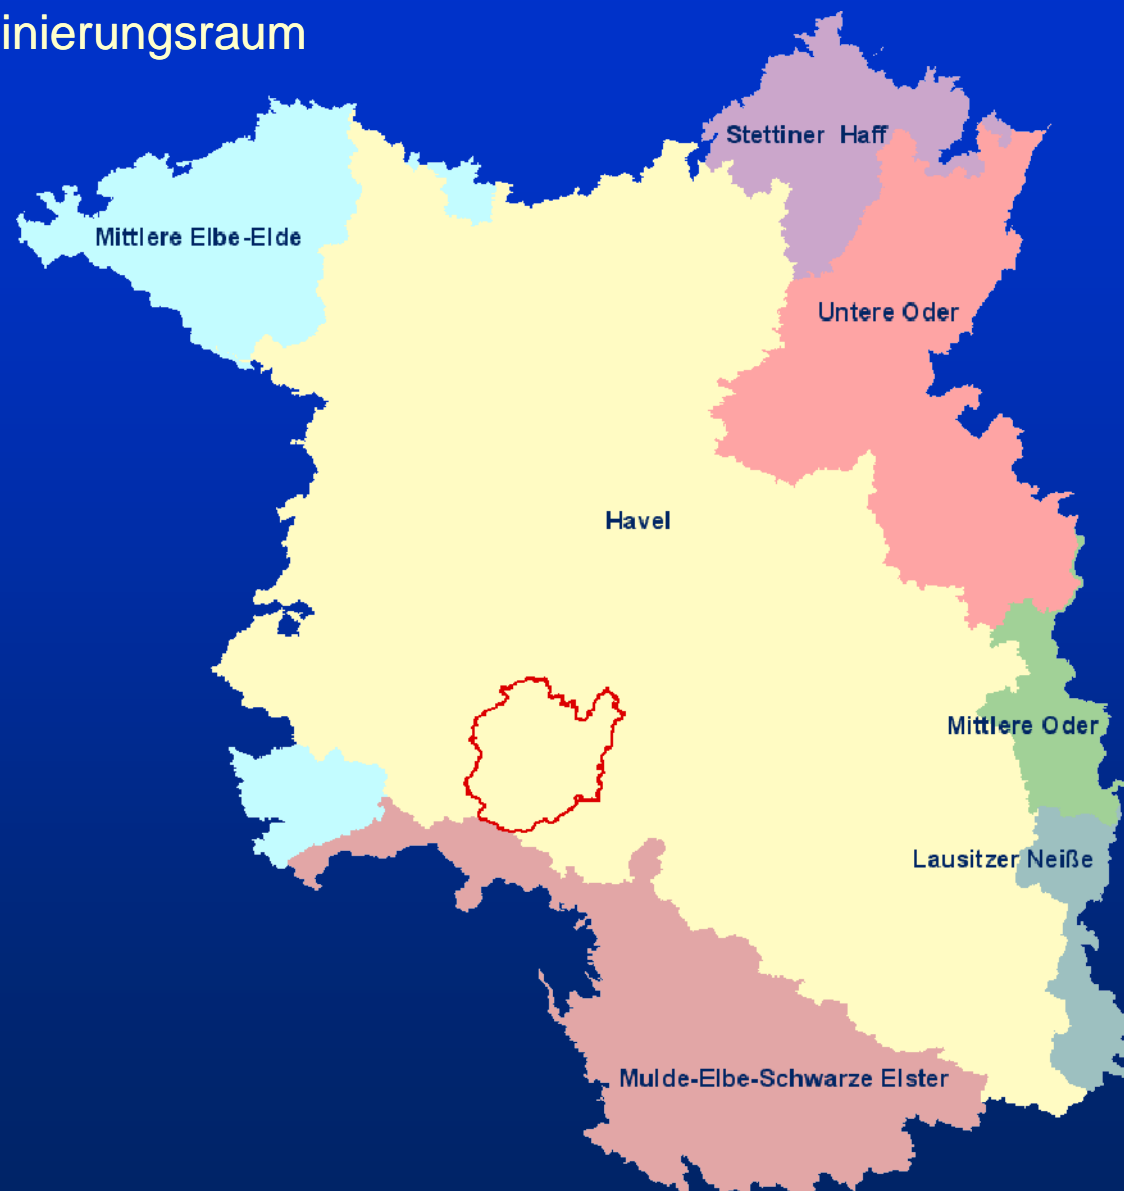 inierungsraum
Stettiner Haff
Mittlere Elbe-Elde
Untere Oder
Havel
Mittlere Oder
Lausitzer Neiße
Mulde-Elbe-Schwarze Elster